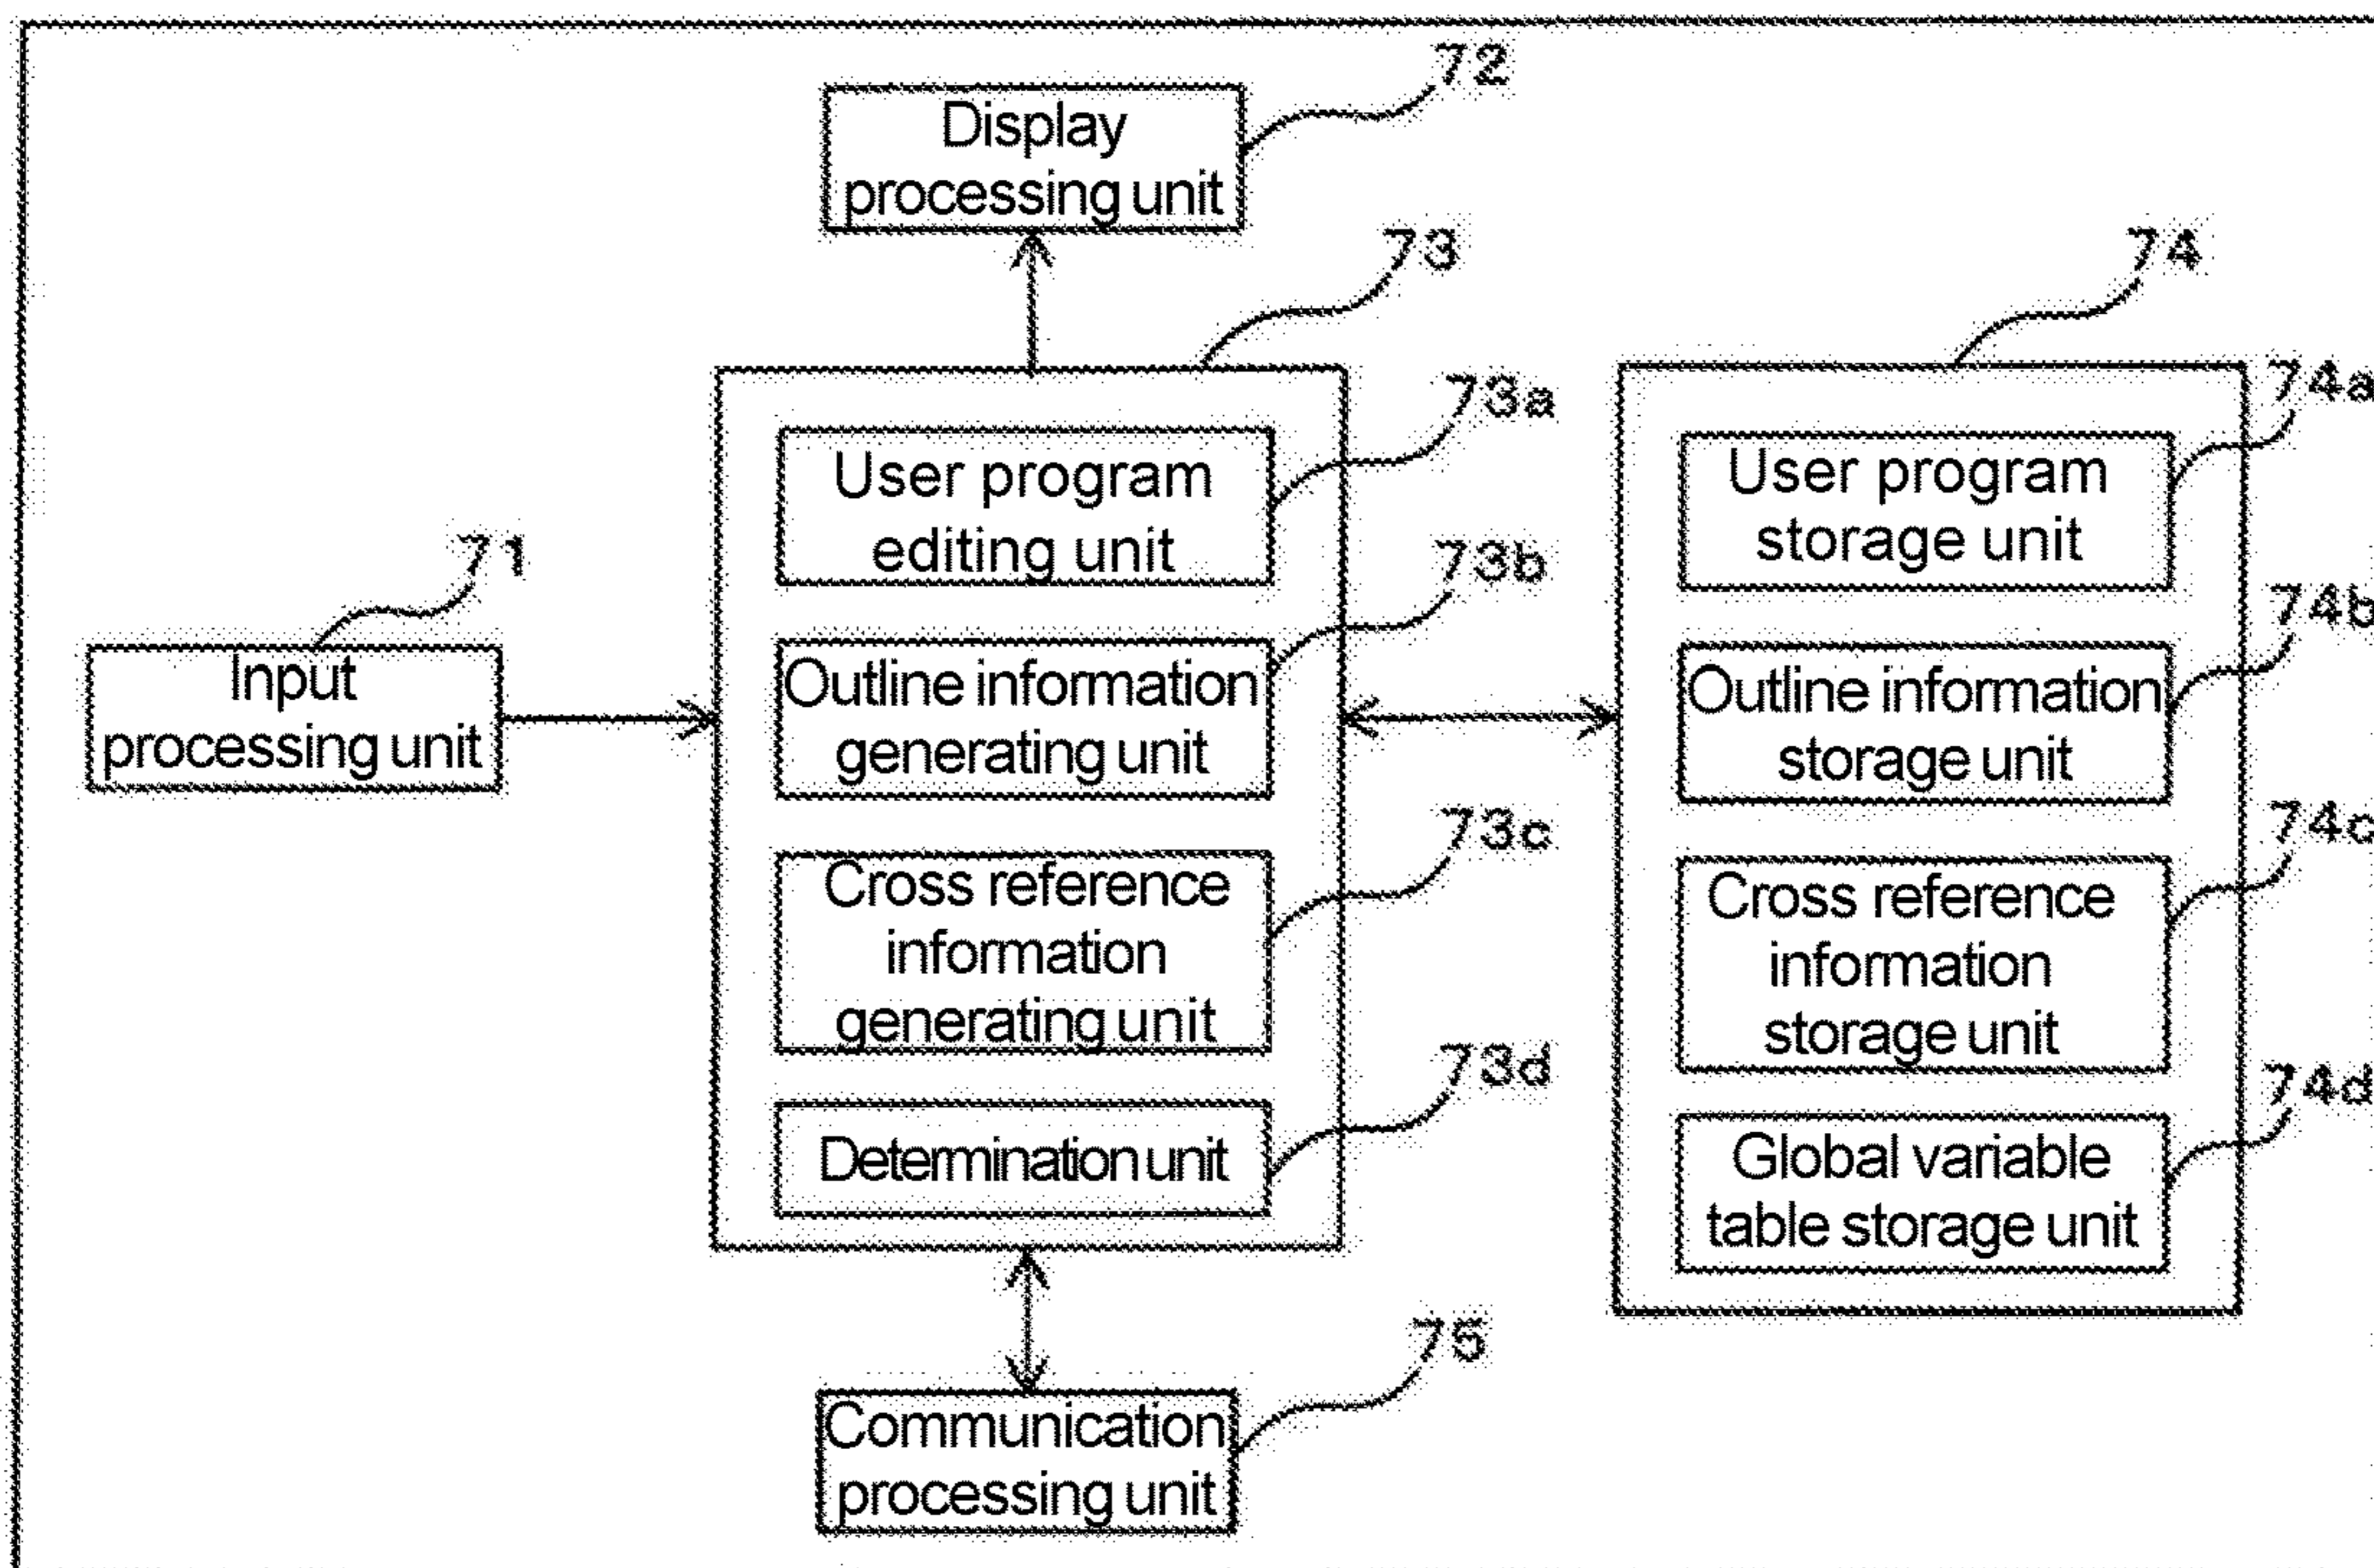 72
Display
processing unit
73
74
73a
User program
editing unit
74a
User program
storage unit
71
Input
processing unit
73b
Outline information
generating unit
74b
Outline information
storage unit
73c
Cross reference
information
generating unit
74c
Cross reference
information
storage unit
73d
Determination unit
74d
Global variable
table storage unit
75
Communication
processing unit